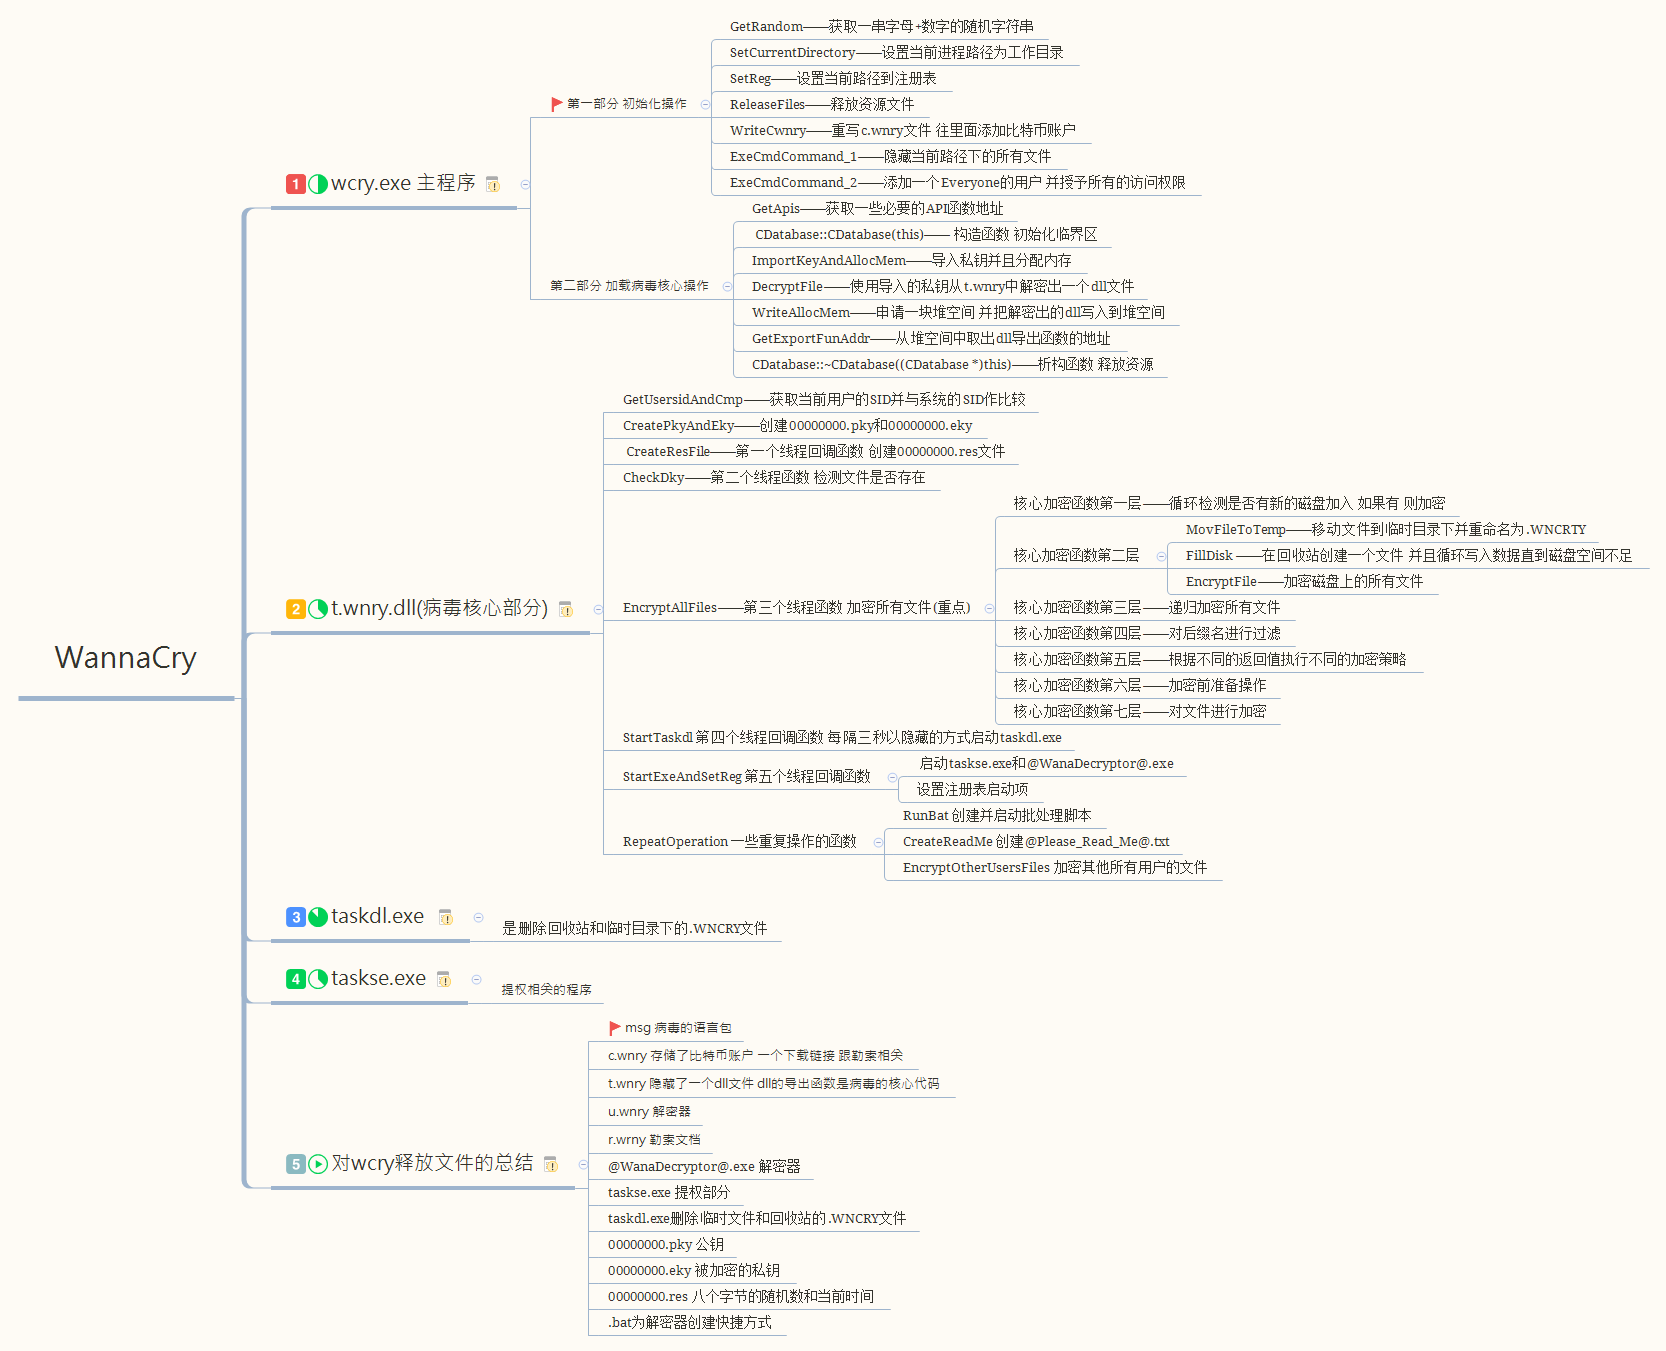 WannaCry
1 wcry.exe 主程序
第一部分 初始化操作
GetRandom——获取一串字母+数字的随机字符串
SetCurrentDirectory——设置当前进程路径为工作目录
SetReg——设置当前路径到注册表
ReleaseFiles——释放资源文件
WriteCwnry——重写c.wnry文件 往里面添加比特币账户
ExeCmdCommand_1——隐藏当前路径下的所有文件
ExeCmdCommand_2——添加一个Everyone的用户 并授予所有的访问权限
第二部分 加载病毒核心操作
GetApis——获取一些必要的API函数地址
CDatabase::CDatabase(this)—— 构造函数 初始化临界区
ImportKeyAndAllocMem——导入私钥并且分配内存
DecryptFile——使用导入的私钥从t.wnry中解密出一个dll文件
WriteAllocMem——申请一块堆空间 并把解密出的dll写入到堆空间
GetExportFunAddr——从堆空间中取出dll导出函数的地址
CDatabase::~CDatabase((CDatabase *)this)——析构函数 释放资源
2 t.wnry.dll(病毒核心部分)
GetUsersidAndCmp——获取当前用户的SID并与系统的SID作比较
CreatePkyAndEky——创建00000000.pky和00000000.eky
CreateResFile——第一个线程回调函数 创建00000000.res文件
CheckDky——第二个线程函数 检测文件是否存在
EncryptAllFiles——第三个线程函数 加密所有文件(重点)
核心加密函数第一层——循环检测是否有新的磁盘加入 如果有 则加密
核心加密函数第二层
MovFileToTemp——移动文件到临时目录下并重命名为.WNCRTY
FillDisk ——在回收站创建一个文件 并且循环写入数据直到磁盘空间不足
EncryptFile——加密磁盘上的所有文件
核心加密函数第三层——递归加密所有文件
核心加密函数第四层——对后缀名进行过滤
核心加密函数第五层——根据不同的返回值执行不同的加密策略
核心加密函数第六层——加密前准备操作
核心加密函数第七层——对文件进行加密
StartTaskdl 第四个线程回调函数 每隔三秒以隐藏的方式启动taskdl.exe
StartExeAndSetReg 第五个线程回调函数
启动taskse.exe和@WanaDecryptor@.exe
设置注册表启动项
RepeatOperation 一些重复操作的函数
RunBat 创建并启动批处理脚本
CreateReadMe 创建@Please_Read_Me@.txt
EncryptOtherUsersFiles 加密其他所有用户的文件
3 taskdl.exe
是删除回收站和临时目录下的.WNCRY文件
4 taskse.exe
提权相关的程序
5 对wcry释放文件的总结
msg 病毒的语言包
c.wnry 存储了比特币账户 一个下载链接 跟勒索相关
t.wnry 隐藏了一个dll文件 dll的导出函数是病毒的核心代码
u.wnry 解密器
r.wrny 勒索文档
@WanaDecryptor@.exe 解密器
taskse.exe 提权部分
taskdl.exe删除临时文件和回收站的.WNCRY文件
00000000.pky 公钥
00000000.eky 被加密的私钥
00000000.res 八个字节的随机数和当前时间
.bat为解密器创建快捷方式